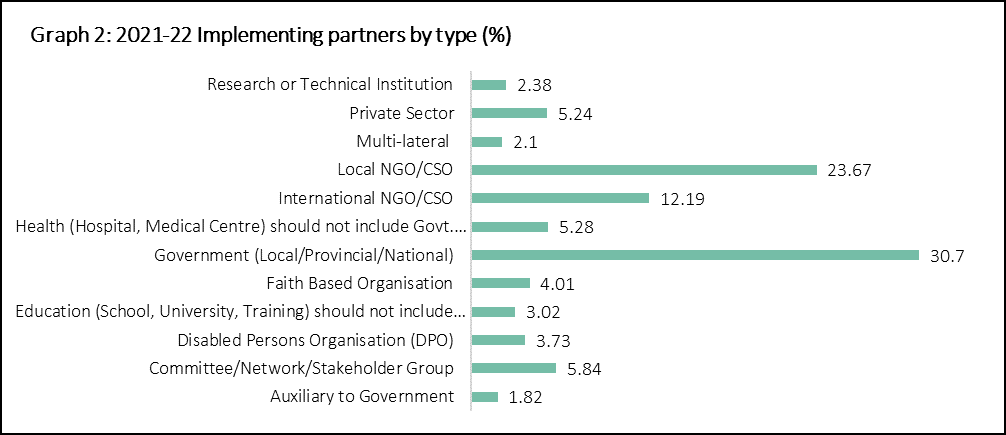 Graph 2: 2021-22 Implementing partners by type (%)
Research or Technical Institution 2.38
Private Sector 5.24
Multi-lateral 2.1
Local NGO/CSO 23.67
International NGO/CSO 12.19
Health (Hospital, Medical Centre) should not include Govt.... 5.28
Government (Local/Provincial/National) 30.7
Faith Based Organisation 4.01
Education (School, University, Training) should not include... 3.02
Disabled Persons Organisation (DPO) 3.73
Committee/Network/Stakeholder Group 5.84
Auxiliary to Government 1.82